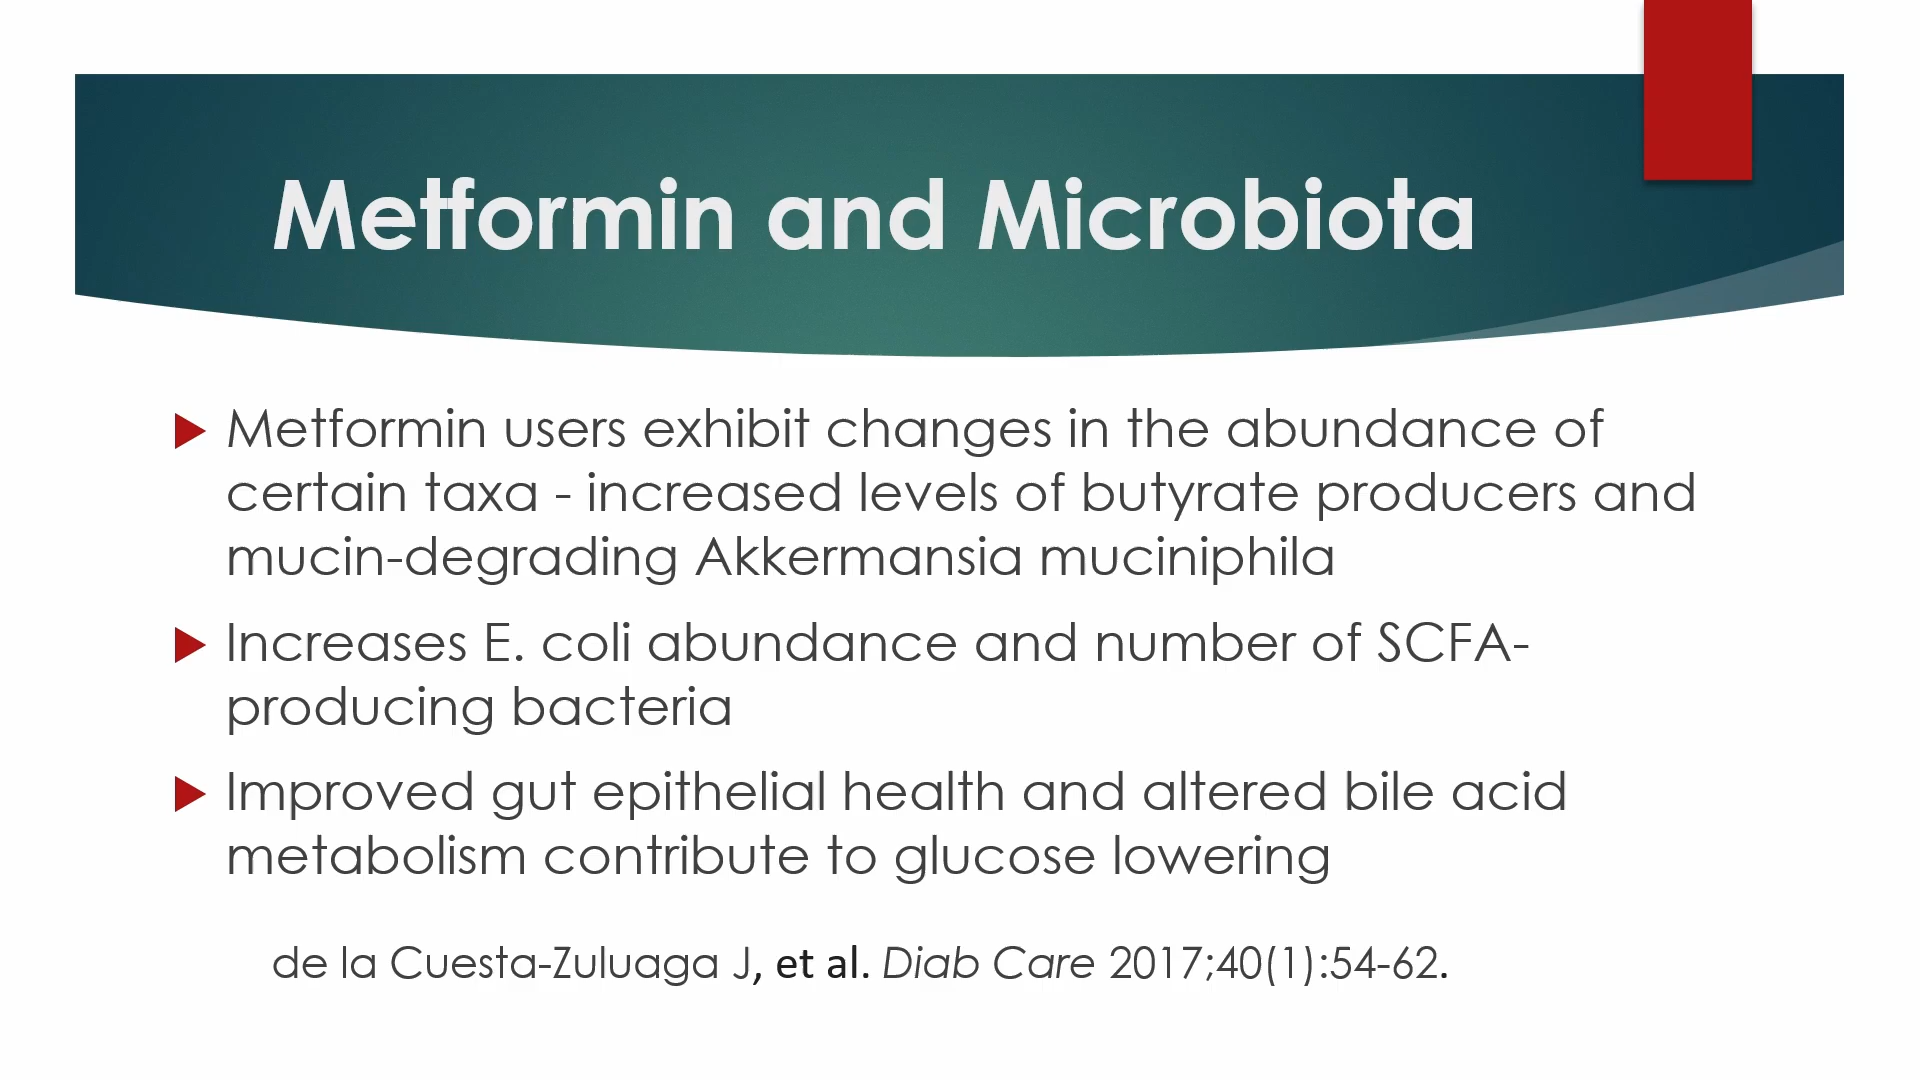 Metformin and Microbiota
Metformin users exhibit changes in the abundance of
certain taxa - increased levels of butyrate producers and
mucin-degrading Akkermansia muciniphila
Increases E. coli abundance and number of SCFA-
producing bacteria
Improved gut epithelial health and altered bile acid
metabolism contribute to glucose lowering
de la Cuesta-Zuluaga J, et al. Diab Care 2017;40(1):54-62.